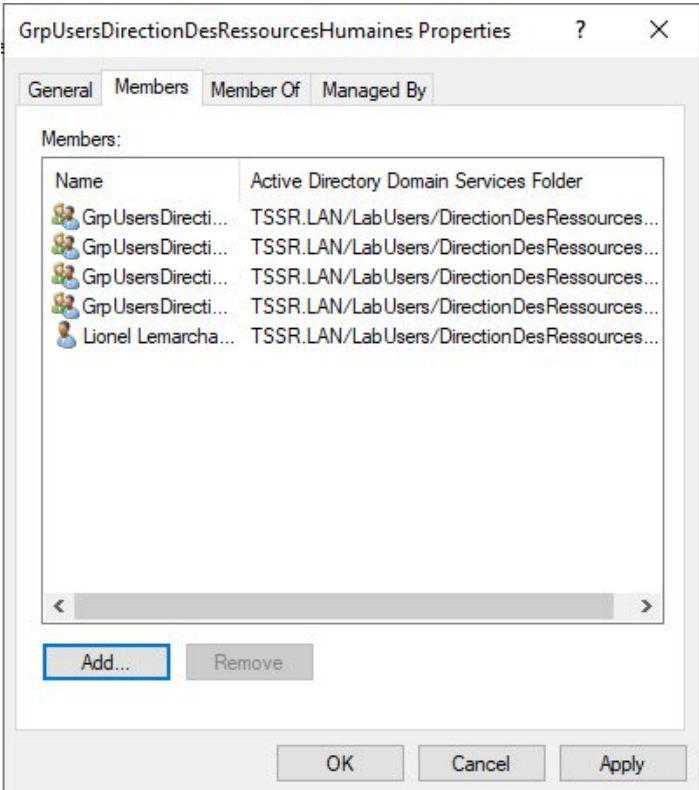 GrpUsersDirectionDesRessourcesHumaines Properties ? ×
General Members Member Of Managed By
Members:
Name Active Directory Domain Services Folder
GrpUsersDirecti... TSSR.LAN/LabUsers/DirectionDesRessources...
GrpUsersDirecti... TSSR.LAN/LabUsers/DirectionDesRessources...
GrpUsersDirecti... TSSR.LAN/LabUsers/DirectionDesRessources...
GrpUsersDirecti... TSSR.LAN/LabUsers/DirectionDesRessources...
Lionel Lemarcha... TSSR.LAN/LabUsers/DirectionDesRessources...
Add... Remove
OK Cancel Apply